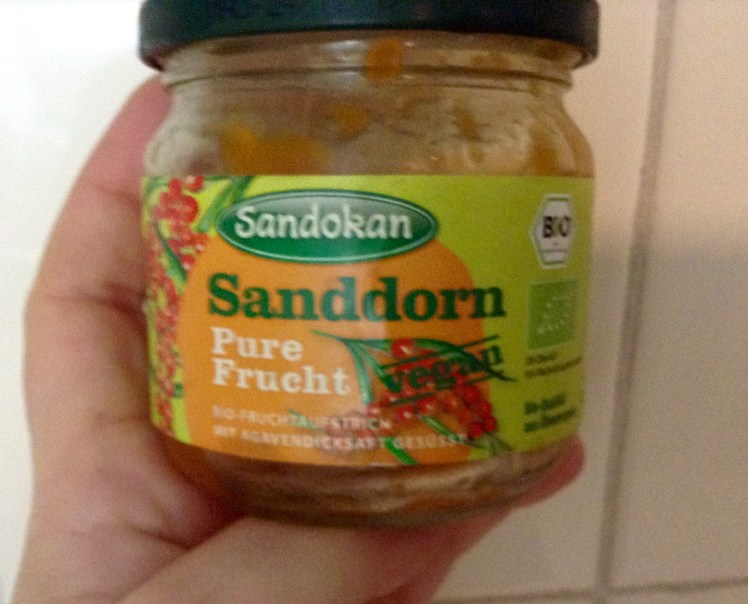 Sandokan
BIO
Sanddorn
Pure
Frucht
vegan
BIO-FRUCHTAUFSTRICH
MIT AGAVENDICKSAFT GESÜSST